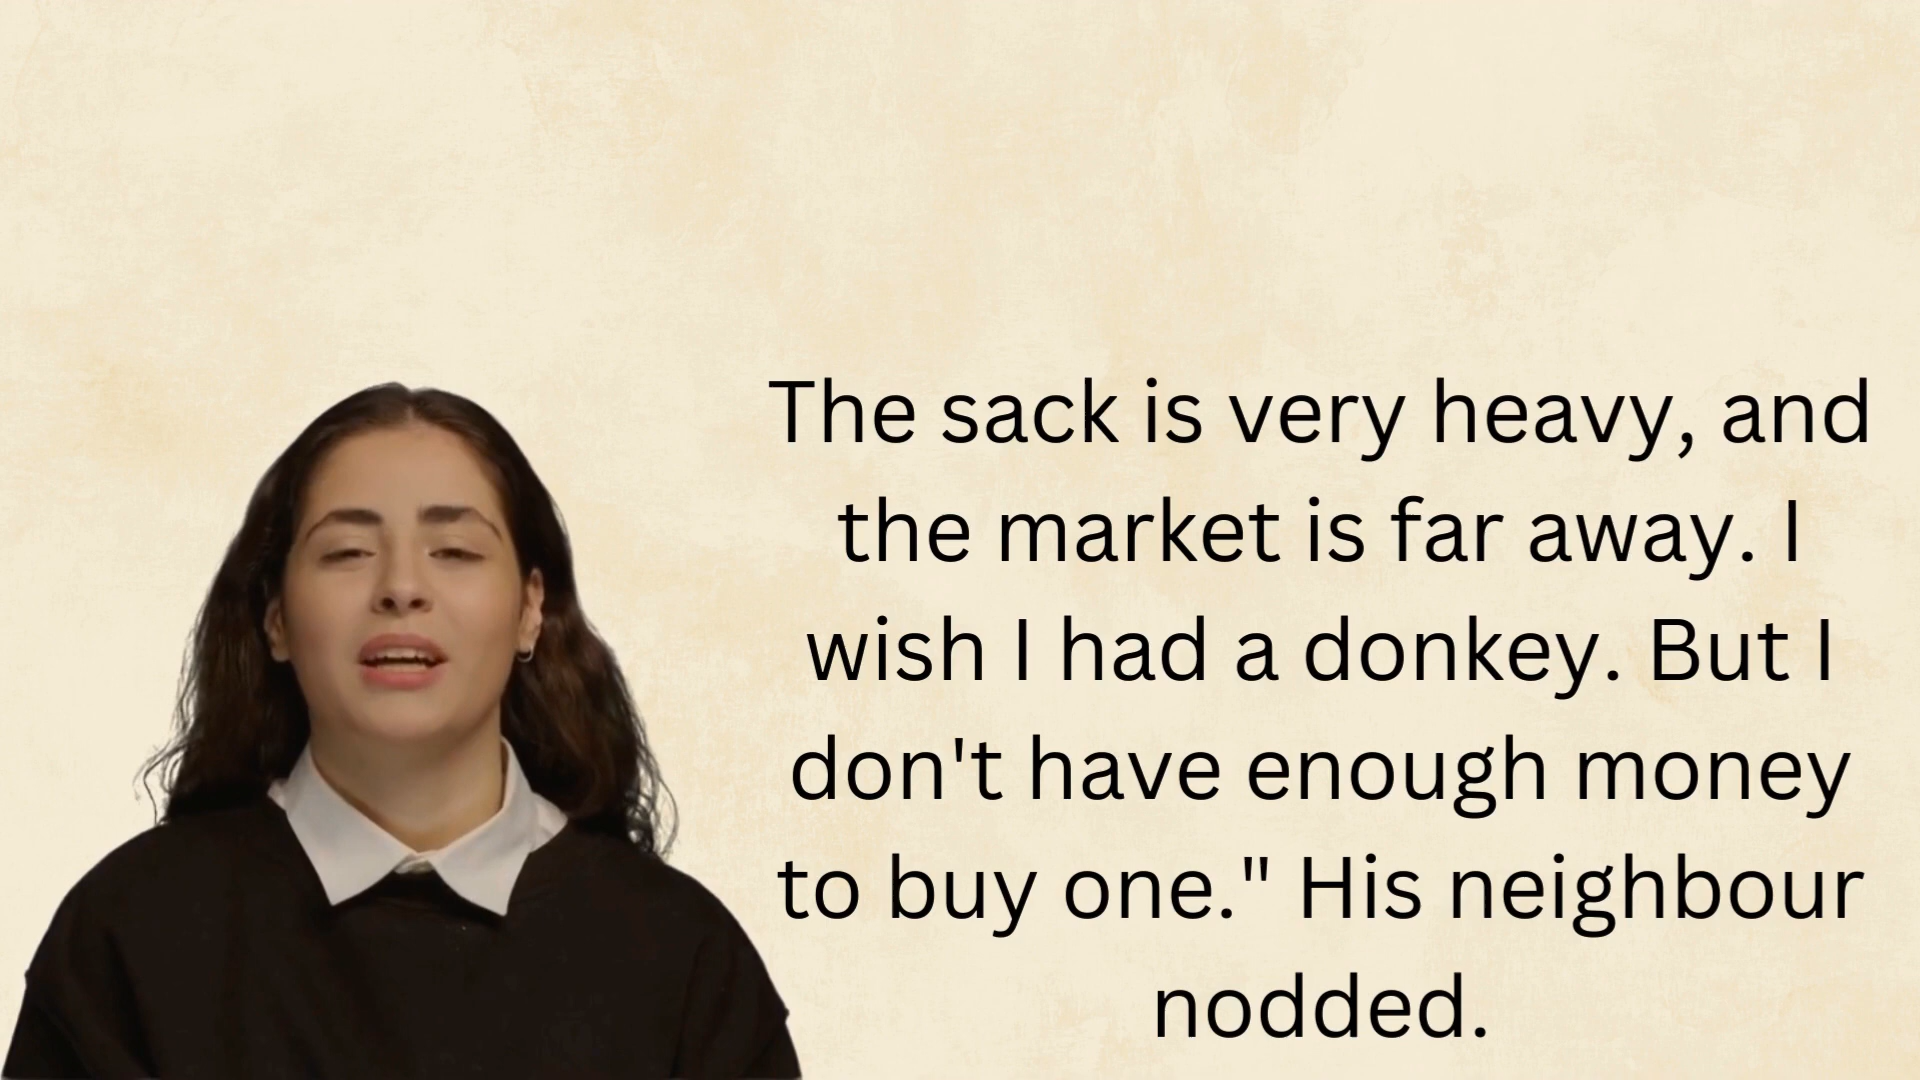 The sack is very heavy, and
the market is far away. I
wish I had a donkey. But I
don't have enough money
to buy one." His neighbour
nodded.